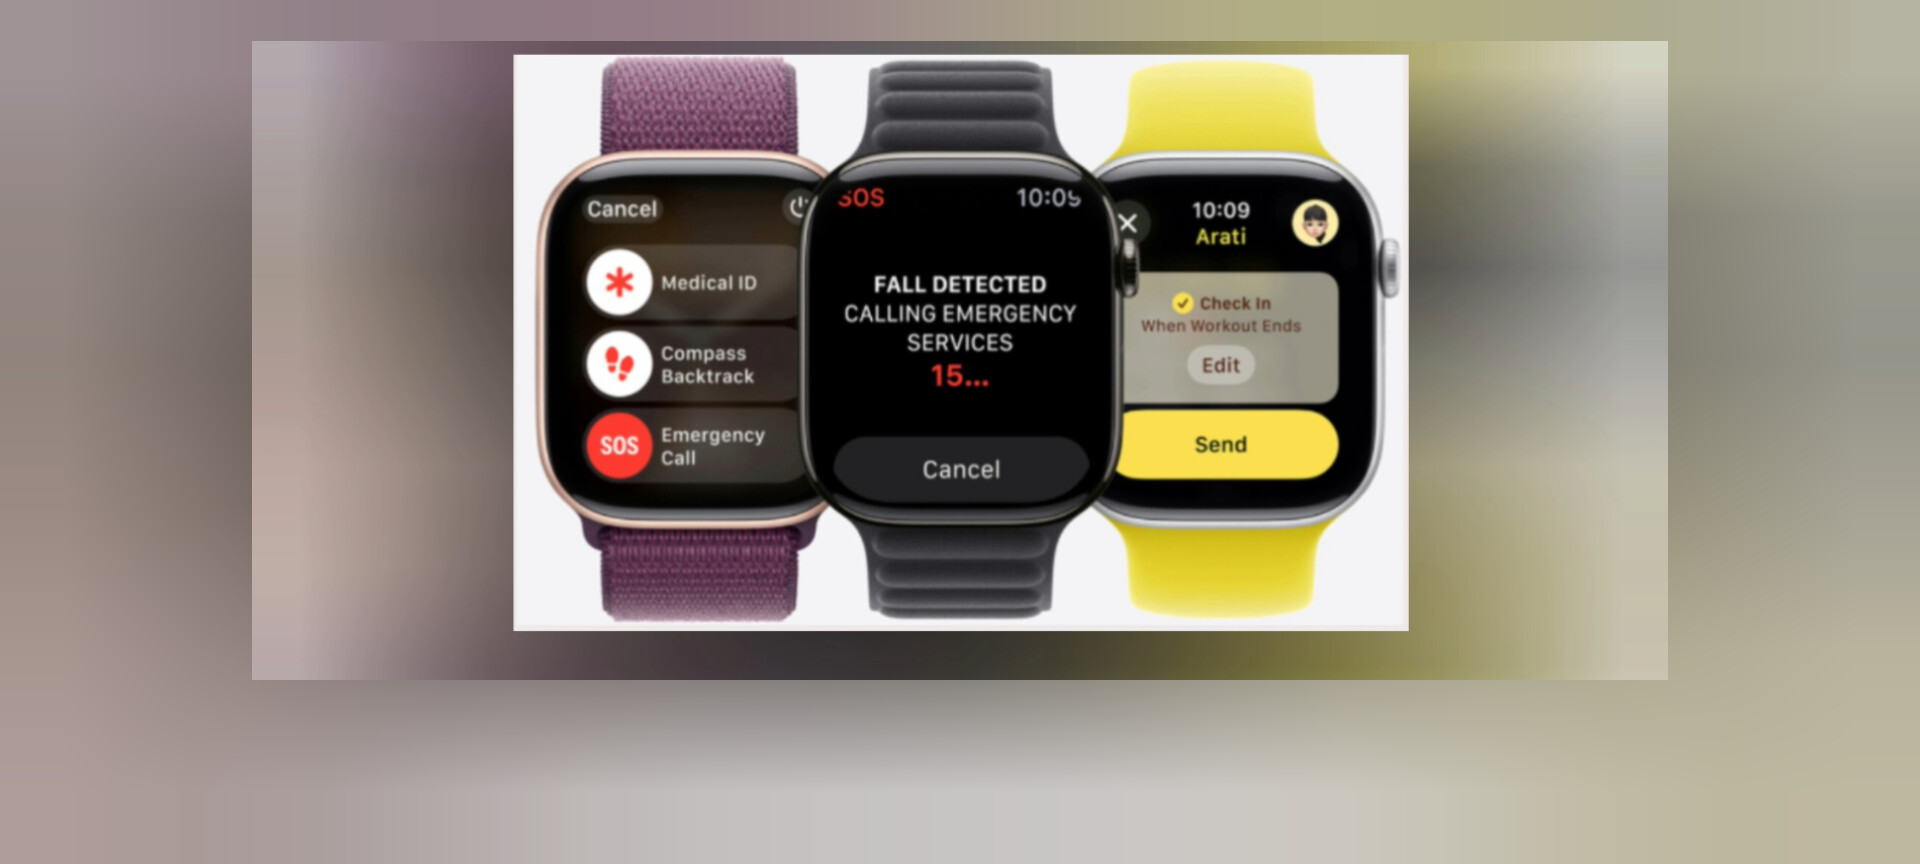 Cancel
Medical ID
Compass
Backtrack
SOS
Emergency
Call
SOS
10:09
FALL DETECTED
CALLING EMERGENCY
SERVICES
15...
Cancel
10:09
Arati
Check In
When Workout Ends
Edit
Send